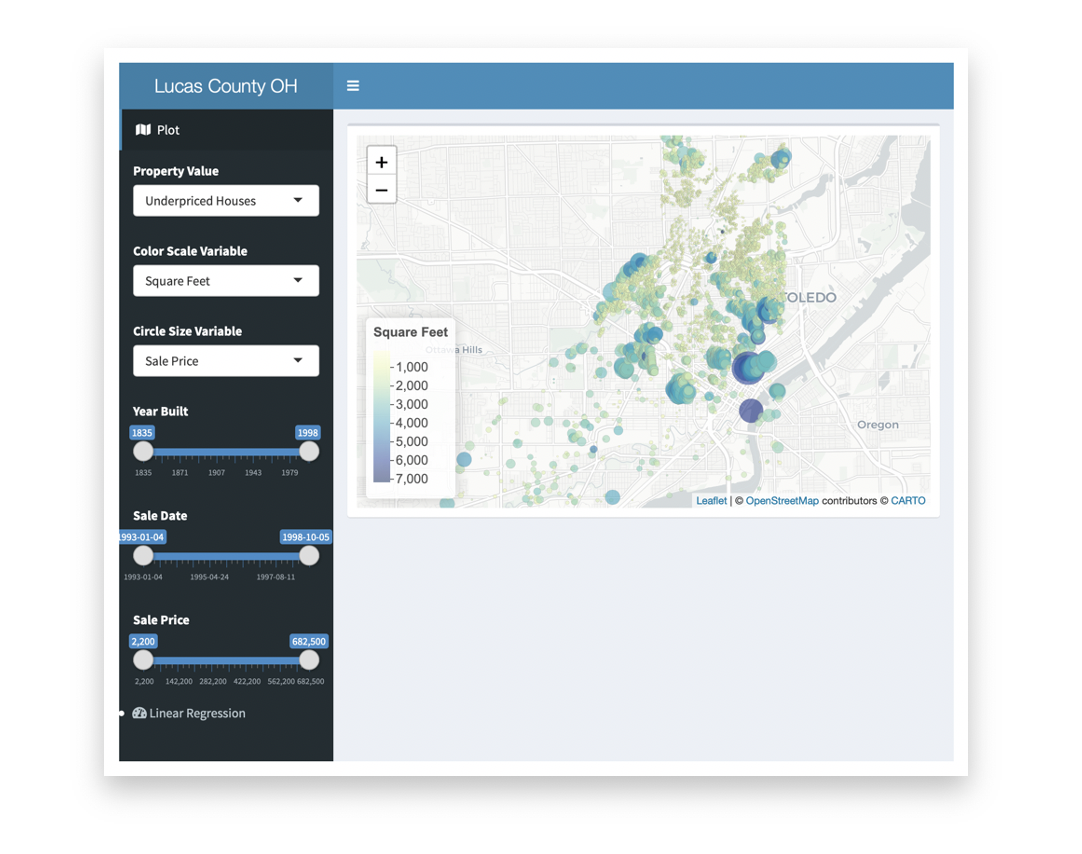 Lucas County OH
Plot
Property Value
Underpriced Houses
Color Scale Variable
Square Feet
Circle Size Variable
Sale Price
Year Built
1835 1998
1835 1871 1907 1943 1979
Sale Date
1993-01-04 1998-10-05
1993-01-04 1995-04-24 1997-08-11
Sale Price
2,200 682,500
2,200 142,200 282,200 422,200 562,200 682,500
Linear Regression
+
−
TOLEDO
Square Feet
Ottawa Hills
1,000
2,000
3,000
4,000
5,000
6,000
7,000
Oregon
Leaflet | © OpenStreetMap contributors © CARTO